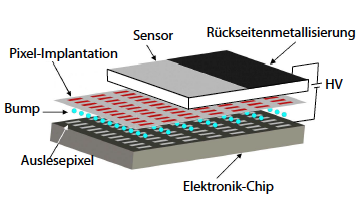 Sensor
Rückseitenmetallisierung
Pixel-Implantation
HV
Bump
Auslesepixel
Elektronik-Chip